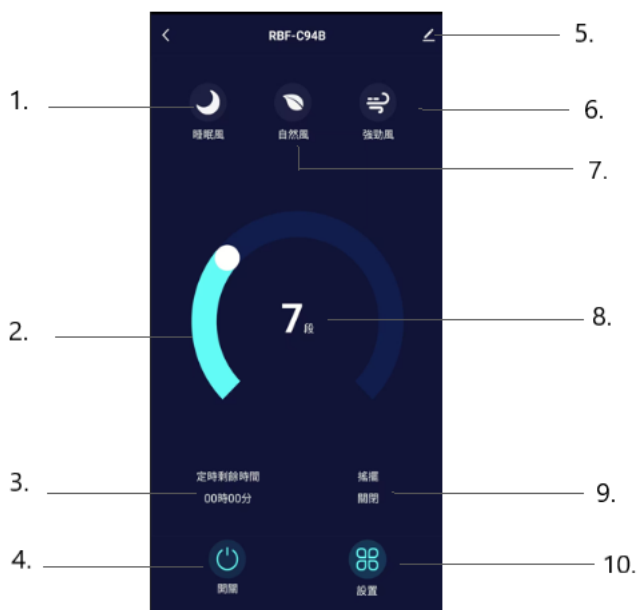 RBF-C94B
5.
1.
6.
睡眠風
自然風
強勁風
7.
7段
8.
2.
定時剩餘時間
搖擺
3.
00時00分
關閉
9.
4.
10.
開關
設置